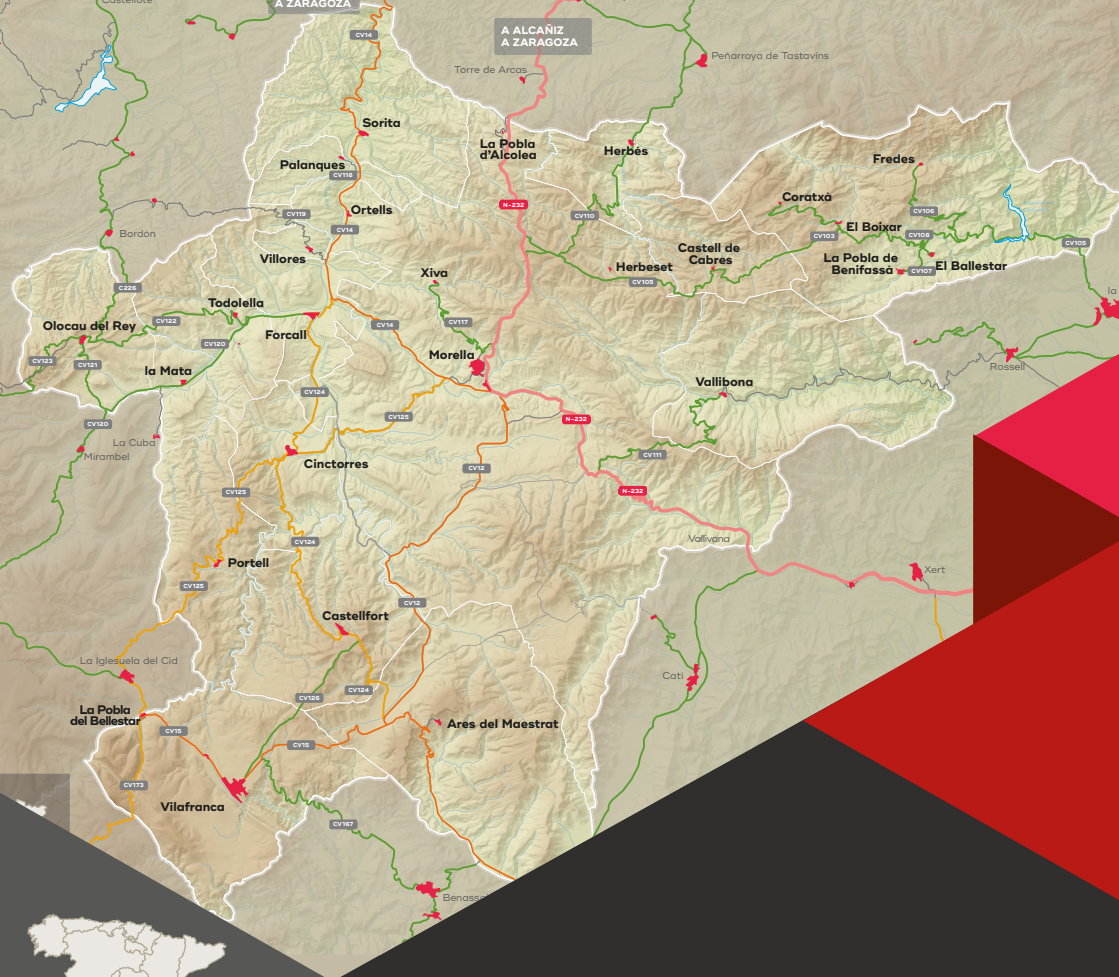 Castellote
A ZARAGOZA
CV14
A ALCAÑIZ
A ZARAGOZA
Torre de Arcas
Peñarroya de Tastavins
Sorita
La Pobla
d'Alcolea
Herbés
Palanques
CV118
Fredes
Coratxà
N-232
CV119
Ortells
CV110
CV106
CV14
Bordón
El Boixar
CV103
CV108
CV105
Villores
Castell de
Cabres
La Pobla de
Benifassà
El Ballestar
CV107
Xiva
Herbeset
CV105
C226
Todolella
la
CV122
CV117
CV14
Olocau del Rey
Forcall
CV120
Morella
CV123
CV121
la Mata
Rossell
Vallibona
CV124
CV125
N-232
CV120
La Cuba
Mirambel
CV111
Cinctorres
CV12
CV125
N-232
CV124
Vallivana
Portell
Xert
CV125
CV12
Castellfort
La Iglesuela del Cid
Catí
CV124
CV126
La Pobla
del Bellestar
Ares del Maestrat
CV15
CV15
CV173
Vilafranca
CV167
Benassa